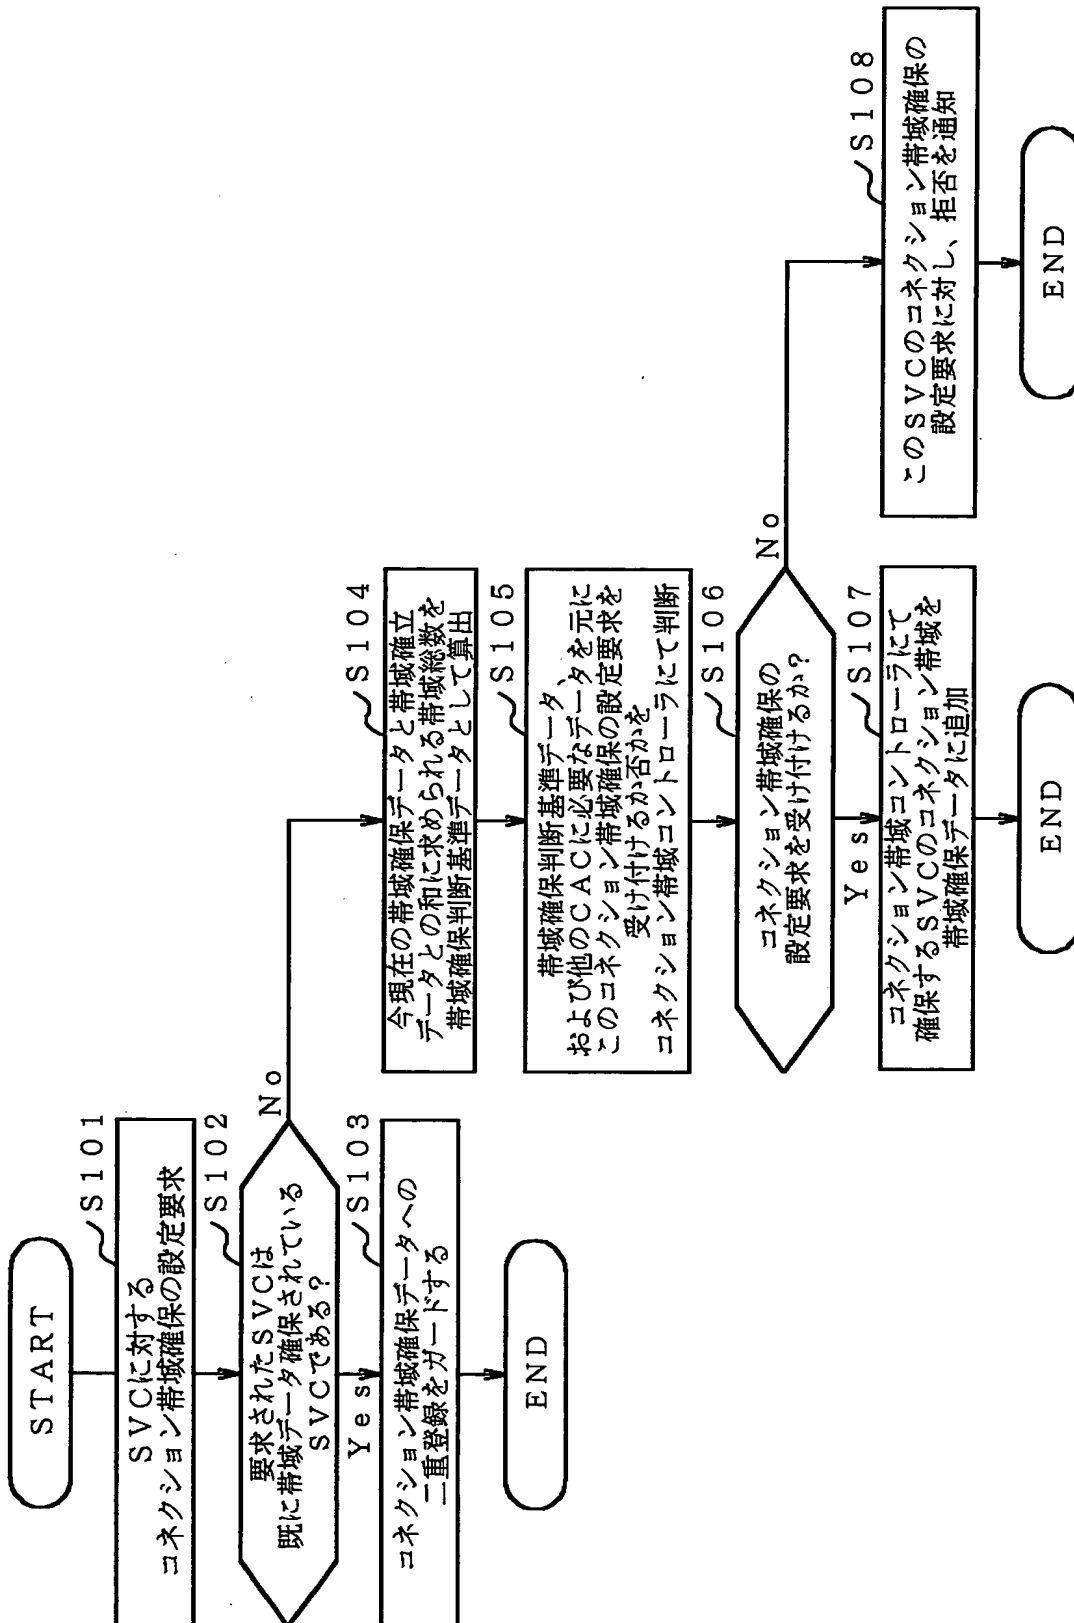 START
S101
SVCに対する
コネクション帯域確保の設定要求
S102
要求されたSVCは
既に帯域データ確保されている
SVCである?
Yes
No
S103
コネクション帯域確保データへの
二重登録をガードする
END
S104
今現在の帯域確保データと帯域確立
データとの和に求められる帯域総数を
帯域確保判断基準データとして算出
S105
帯域確保判断基準データ、
および他のCACに必要なデータを元に
このコネクション帯域確保の設定要求を
受け付けるか否かを
コネクション帯域コントローラにて判断
S106
コネクション帯域確保の
設定要求を受け付けるか?
Yes
No
S107
コネクション帯域コントローラにて
確保するSVCのコネクション帯域を
帯域確保データに追加
END
S108
このSVCのコネクション帯域確保の
設定要求に対し、拒否を通知
END